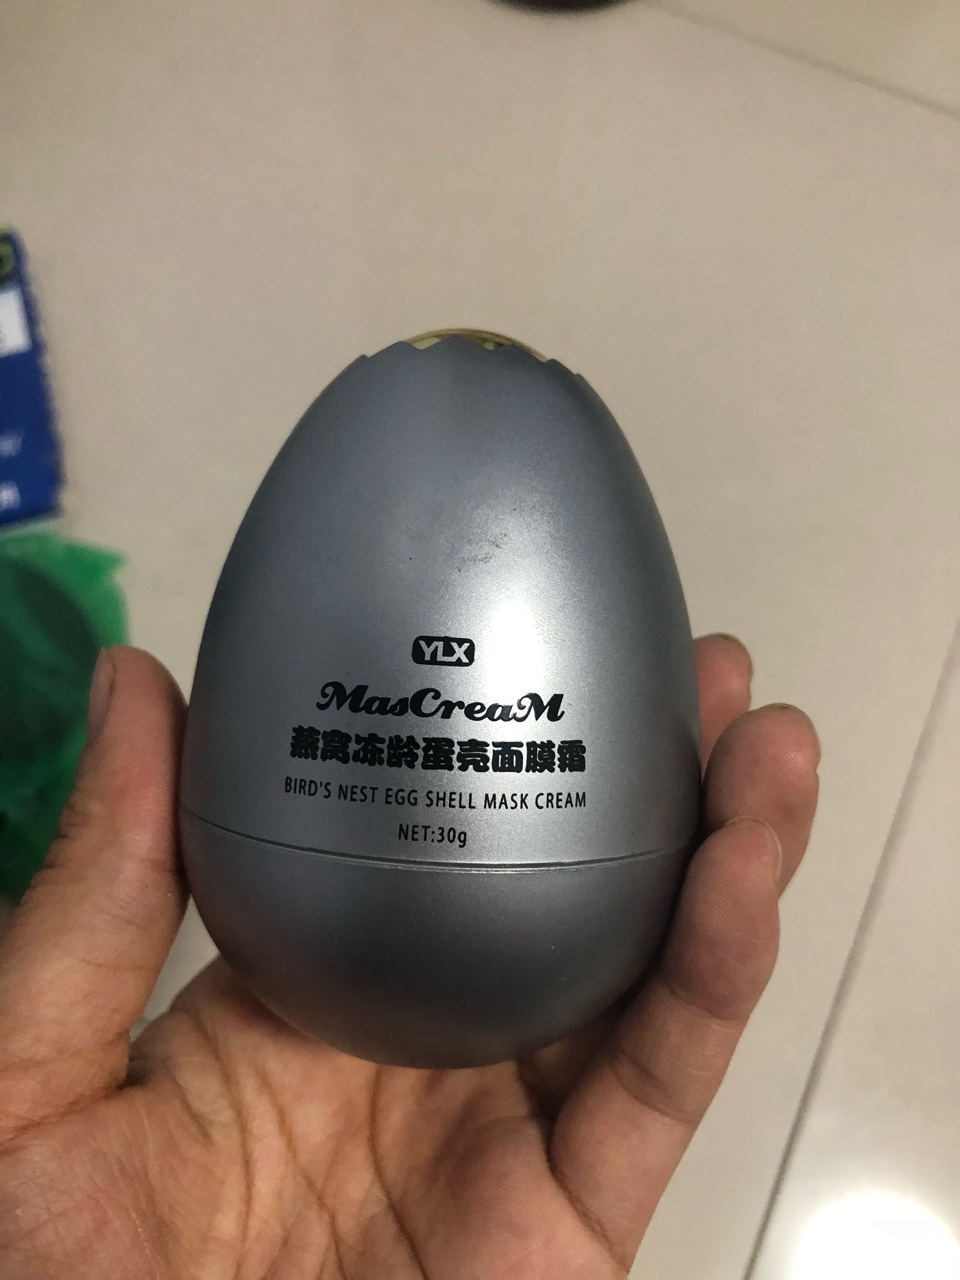 YLX
MasCreaM
燕窝冻龄蛋壳面膜霜
BIRD'S NEST EGG SHELL MASK CREAM
NET:30g